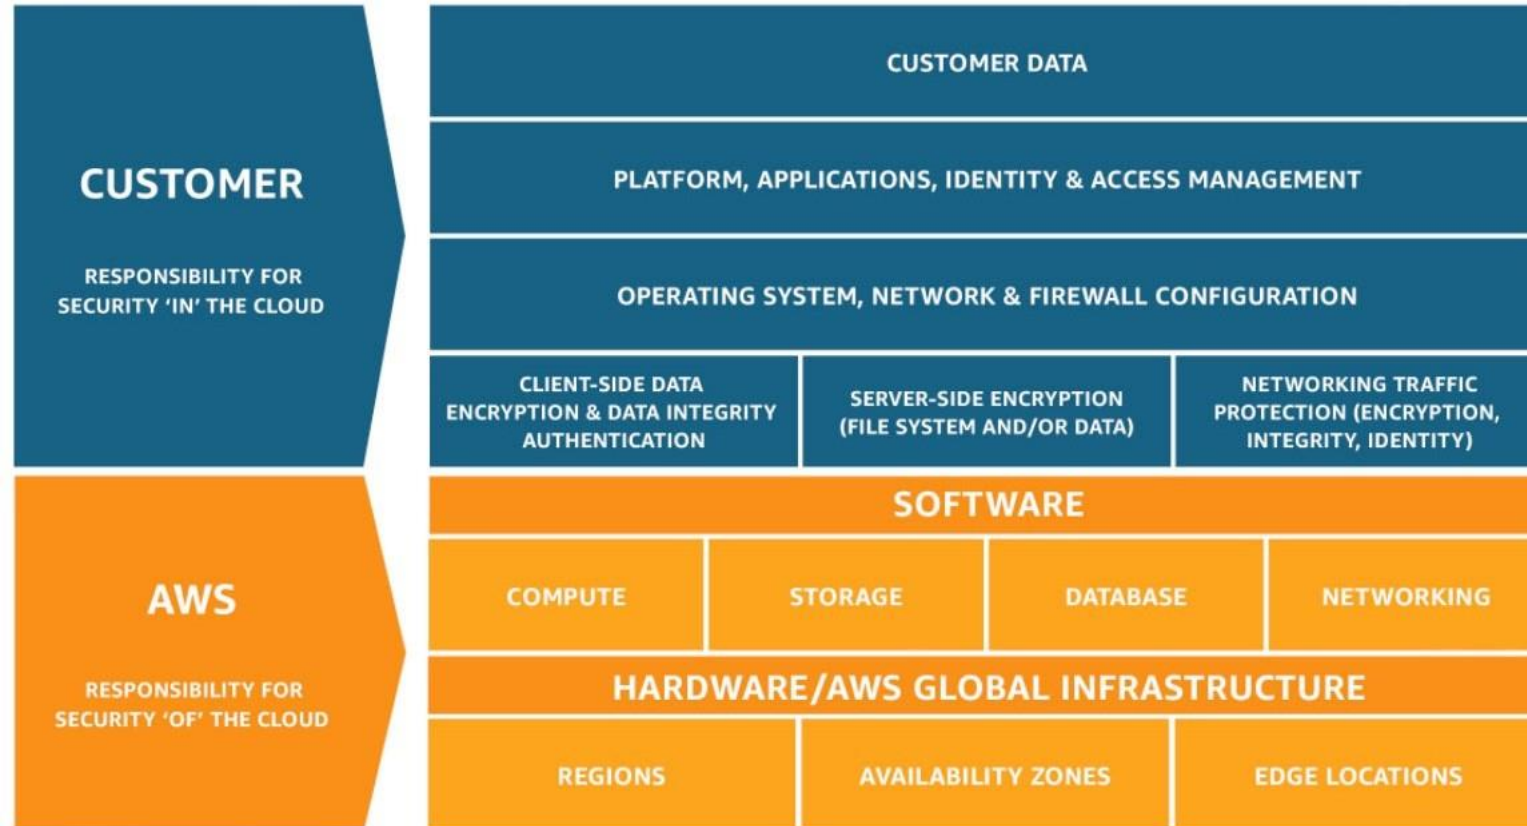 CUSTOMER
RESPONSIBILITY FOR
SECURITY ‘IN’ THE CLOUD
CUSTOMER DATA
PLATFORM, APPLICATIONS, IDENTITY & ACCESS MANAGEMENT
OPERATING SYSTEM, NETWORK & FIREWALL CONFIGURATION
CLIENT-SIDE DATA
ENCRYPTION & DATA INTEGRITY
AUTHENTICATION
SERVER-SIDE ENCRYPTION
(FILE SYSTEM AND/OR DATA)
NETWORKING TRAFFIC
PROTECTION (ENCRYPTION,
INTEGRITY, IDENTITY)
AWS
RESPONSIBILITY FOR
SECURITY ‘OF’ THE CLOUD
SOFTWARE
COMPUTE
STORAGE
DATABASE
NETWORKING
HARDWARE/AWS GLOBAL INFRASTRUCTURE
REGIONS
AVAILABILITY ZONES
EDGE LOCATIONS